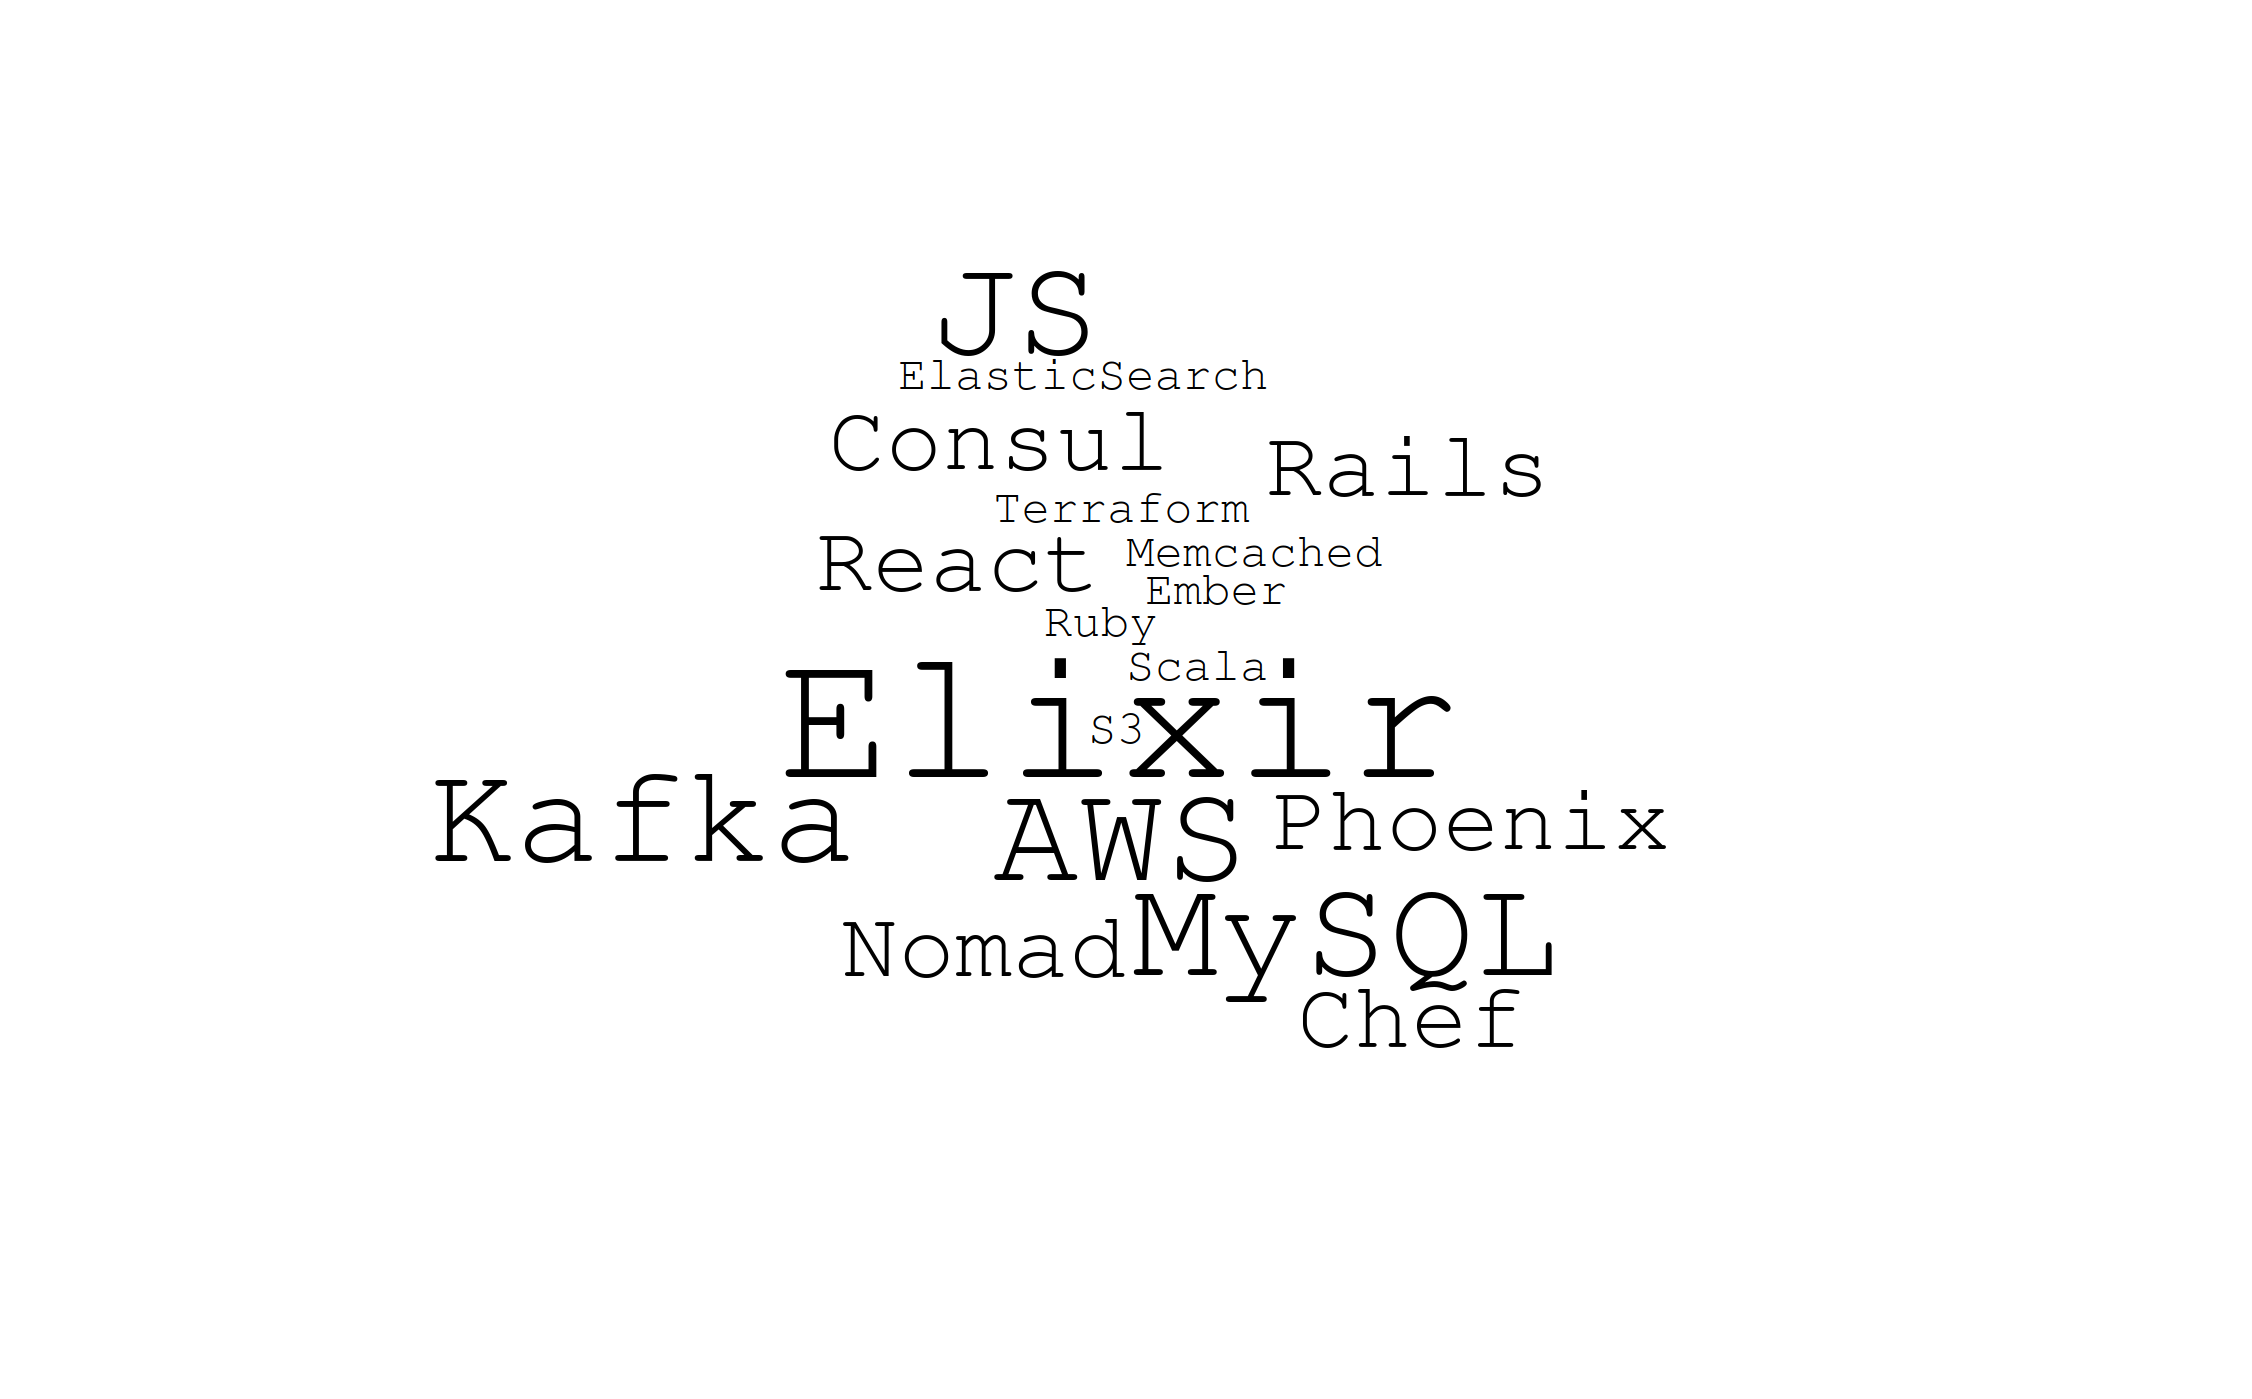 JS
ElasticSearch
Consul
Rails
Terraform
React
Memcached
Ember
Ruby
Scala
Elixir
S3
Kafka
AWS
Phoenix
Nomad
MySQL
Chef